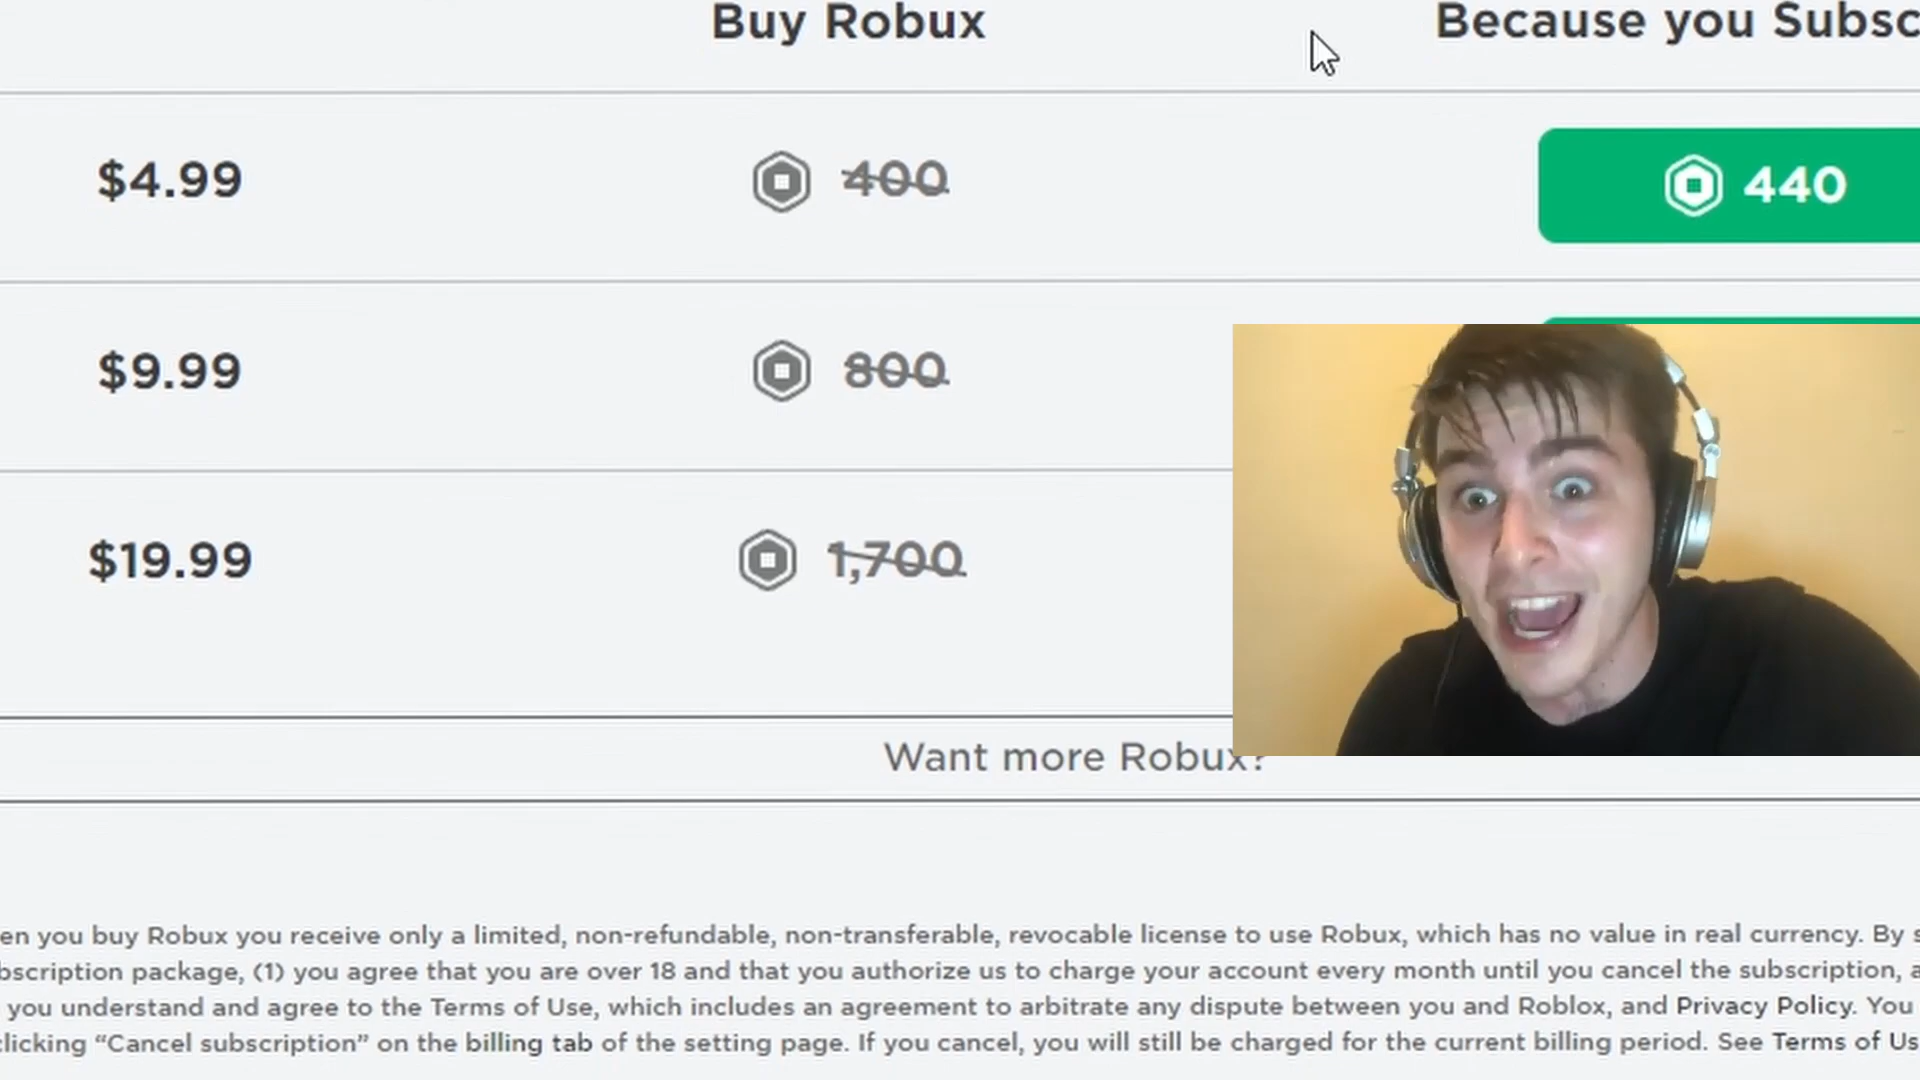 Buy Robux
Because you Subsc
$4.99
400
440
$9.99
800
$19.99
1,700
Want more Robux?
en you buy Robux you receive only a limited, non-refundable, non-transferable, revocable license to use Robux, which has no value in real currency. By s
bscription package, (1) you agree that you are over 18 and that you authorize us to charge your account every month until you cancel the subscription, a
you understand and agree to the Terms of Use, which includes an agreement to arbitrate any dispute between you and Roblox, and Privacy Policy. You
clicking “Cancel subscription” on the billing tab of the setting page. If you cancel, you will still be charged for the current billing period. See Terms of Us